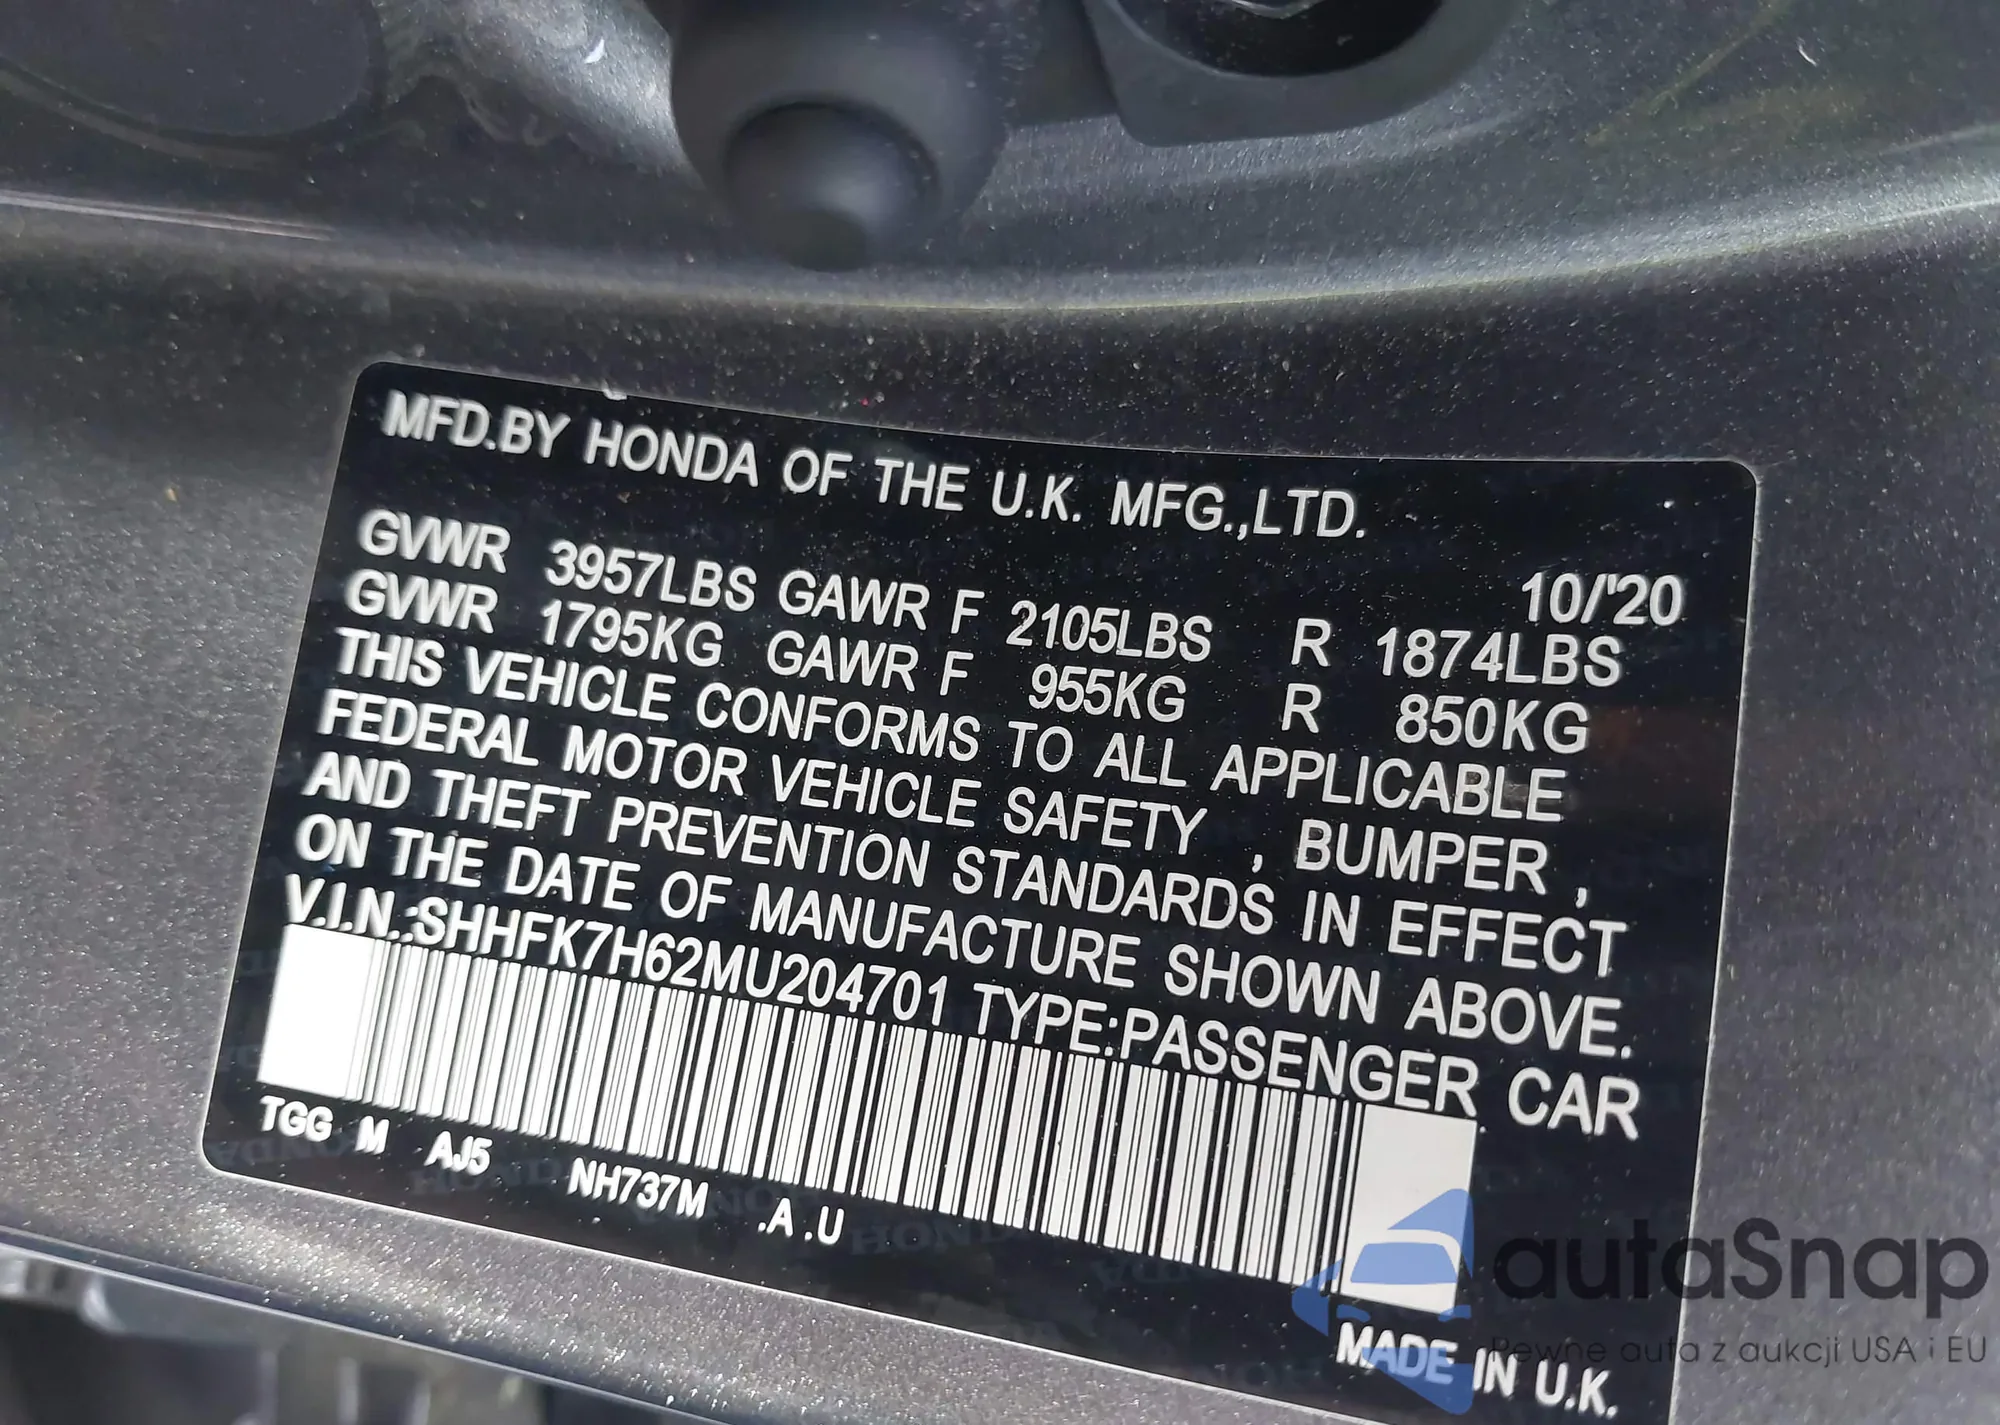 MFD.BY HONDA OF THE U.K. MFG.,LTD.
10/'20
GVWR 3957LBS GAWR F 2105LBS R 1874LBS
GVWR 1795KG GAWR F 955KG R 850KG
THIS VEHICLE CONFORMS TO ALL APPLICABLE
FEDERAL MOTOR VEHICLE SAFETY , BUMPER ,
AND THEFT PREVENTION STANDARDS IN EFFECT
ON THE DATE OF MANUFACTURE SHOWN ABOVE.
V.I.N.:SHHFK7H62MU204701 TYPE:PASSENGER CAR
TGG M AJ5 NH737M .A .U
MADE IN U.K.
autaSnap
Pewne auta z aukcji USA i EU